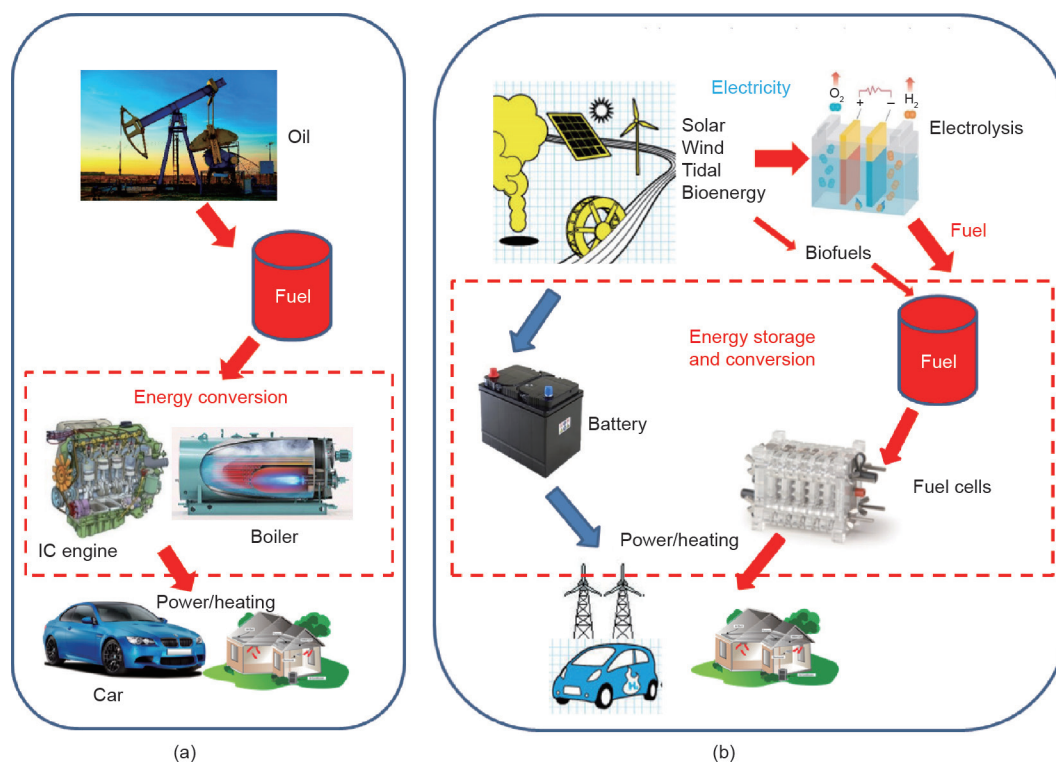 Oil
Fuel
Energy conversion
IC engine
Boiler
Power/heating
Car
(a)
Electricity
O2
+
−
H2
Electrolysis
Solar
Wind
Tidal
Bioenergy
Fuel
Biofuels
Energy storage
and conversion
Fuel
Battery
Fuel cells
Power/heating
H
(b)